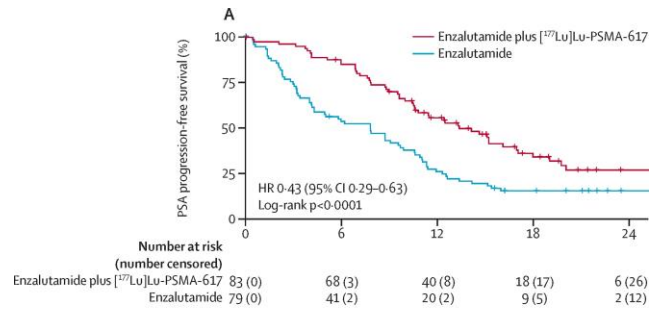 A
100
75
50
25
0
PSA progression-free survival (%)
Enzalutamide plus [¹⁷⁷Lu]Lu-PSMA-617
Enzalutamide
HR 0·43 (95% CI 0·29–0·63)
Log-rank p<0·0001
0 6 12 18 24
Number at risk
(number censored)
Enzalutamide plus [¹⁷⁷Lu]Lu-PSMA-617 83 (0) 68 (3) 40 (8) 18 (17) 6 (26)
Enzalutamide 79 (0) 41 (2) 20 (2) 9 (5) 2 (12)